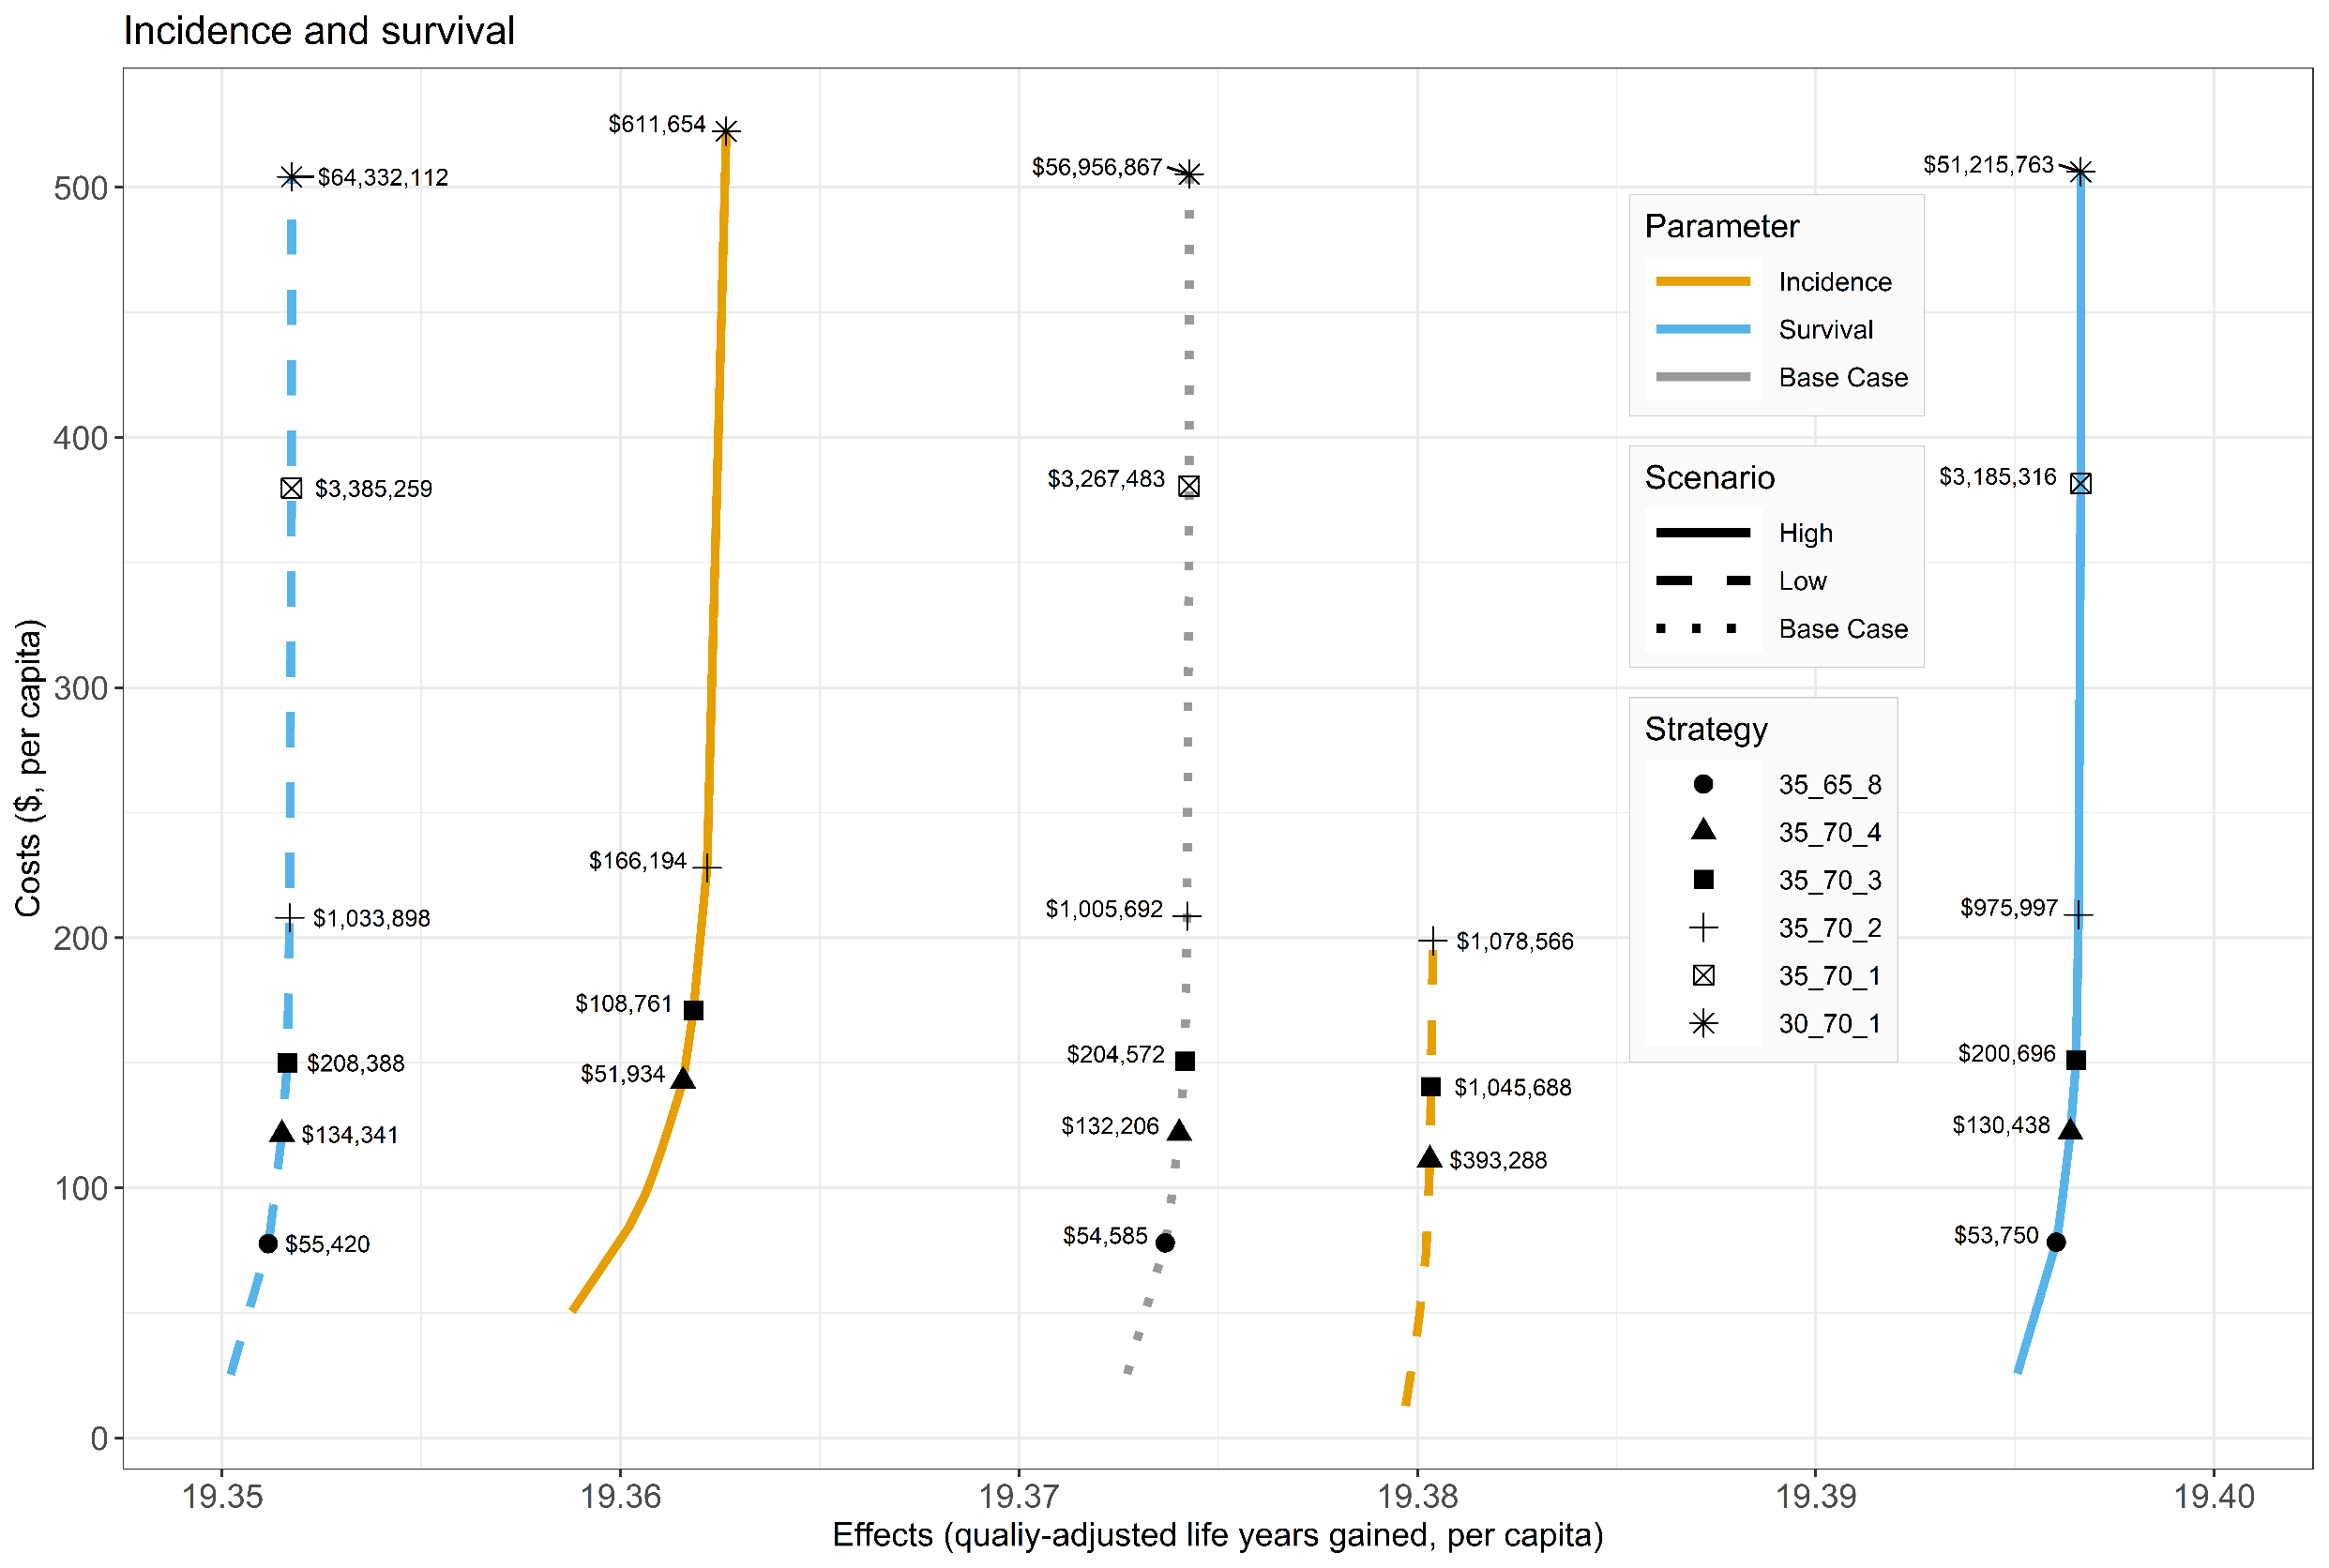 Incidence and survival
Costs ($, per capita)
500
400
300
200
100
0
$64,332,112
$3,385,259
$1,033,898
$208,388
$134,341
$55,420
$611,654
$166,194
$108,761
$51,934
$56,956,867
$3,267,483
$1,005,692
$204,572
$132,206
$54,585
$1,078,566
$1,045,688
$393,288
$51,215,763
$3,185,316
$975,997
$200,696
$130,438
$53,750
Parameter
Incidence
Survival
Base Case
Scenario
High
Low
Base Case
Strategy
35_65_8
35_70_4
35_70_3
35_70_2
35_70_1
30_70_1
19.35 19.36 19.37 19.38 19.39 19.40
Effects (qualiy-adjusted life years gained, per capita)